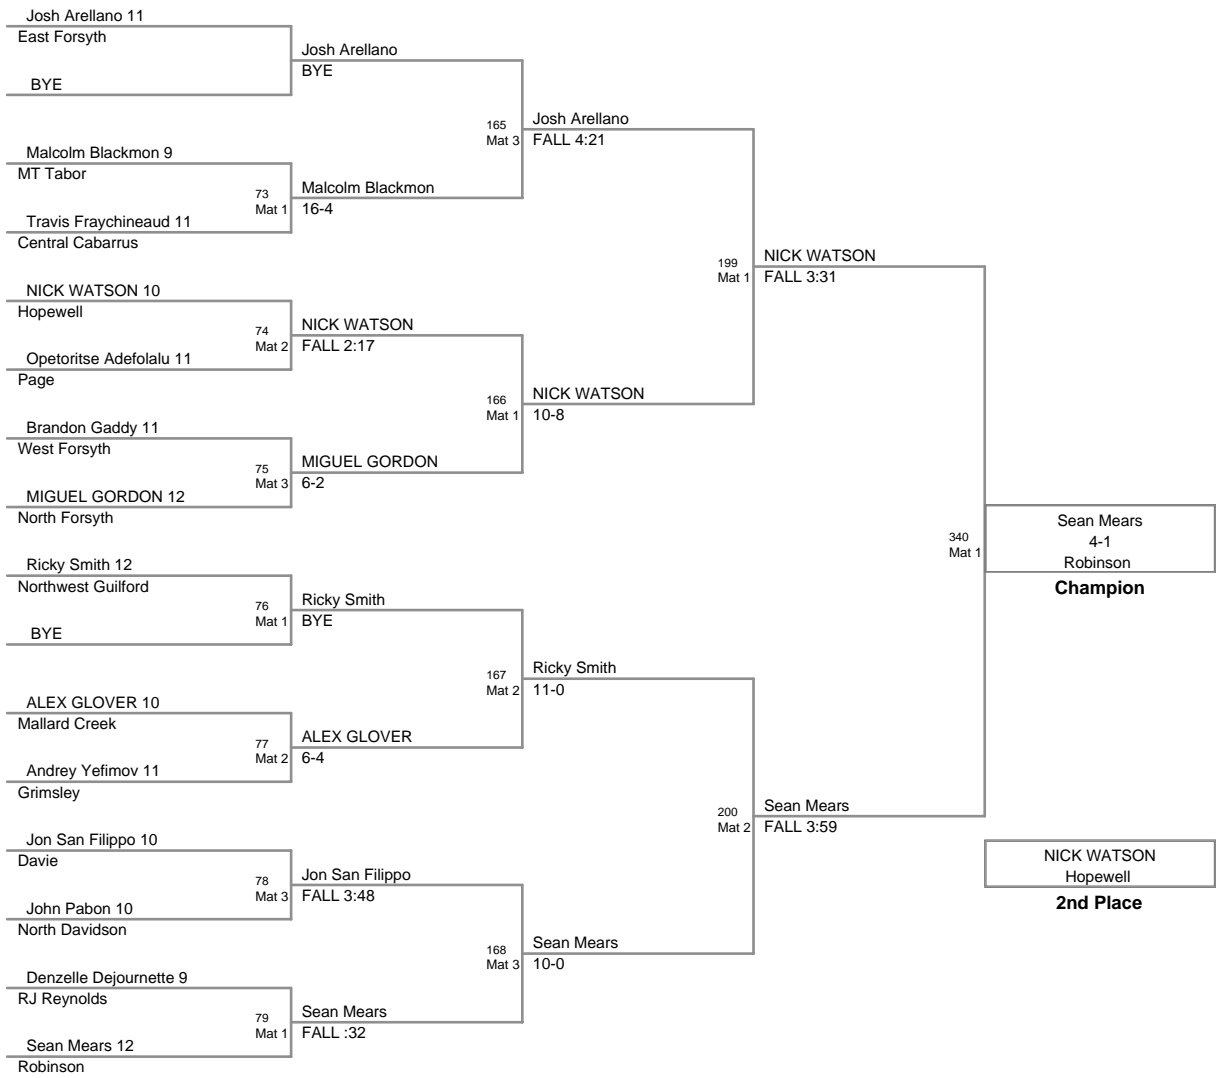 Josh Arellano 11
East Forsyth
BYE
Malcolm Blackmon 9
MT Tabor
Travis Fraychineaud 11
Central Cabarrus
NICK WATSON 10
Hopewell
Opetoritse Adefolalu 11
Page
Brandon Gaddy 11
West Forsyth
MIGUEL GORDON 12
North Forsyth
Ricky Smith 12
Northwest Guilford
BYE
ALEX GLOVER 10
Mallard Creek
Andrey Yefimov 11
Grimsley
Jon San Filippo 10
Davie
John Pabon 10
North Davidson
Denzelle Dejournette 9
RJ Reynolds
Sean Mears 12
Robinson
Josh Arellano
BYE
73
Mat 1
Malcolm Blackmon
16-4
74
Mat 2
NICK WATSON
FALL 2:17
75
Mat 3
MIGUEL GORDON
6-2
76
Mat 1
Ricky Smith
BYE
77
Mat 2
ALEX GLOVER
6-4
78
Mat 3
Jon San Filippo
FALL 3:48
79
Mat 1
Sean Mears
FALL :32
165
Mat 3
Josh Arellano
FALL 4:21
166
Mat 1
NICK WATSON
10-8
167
Mat 2
Ricky Smith
11-0
168
Mat 3
Sean Mears
10-0
199
Mat 1
NICK WATSON
FALL 3:31
200
Mat 2
Sean Mears
FALL 3:59
340
Mat 1
Sean Mears
4-1
Robinson
Champion
NICK WATSON
Hopewell
2nd Place